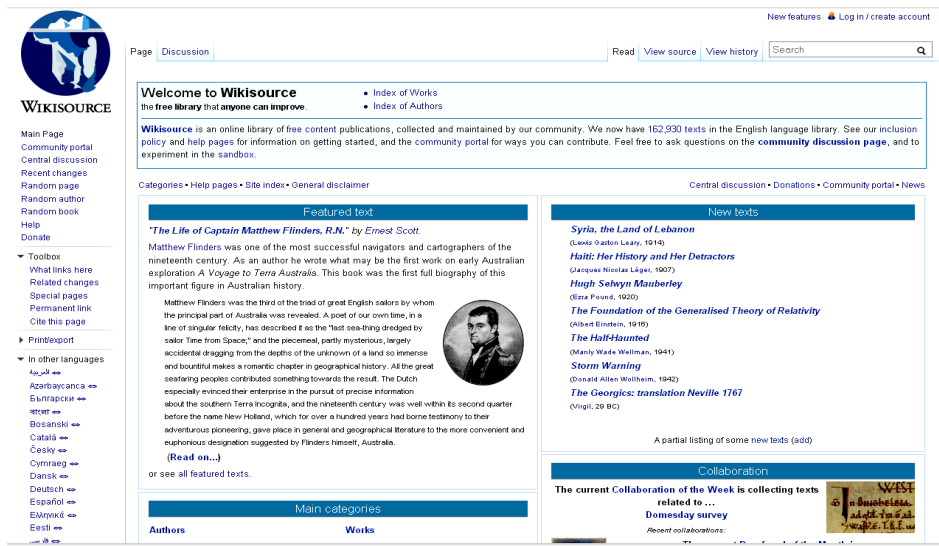 New features Log in / create account
Page Discussion Read View source View history Search
WIKISOURCE
Main Page
Community portal
Central discussion
Recent changes
Random page
Random author
Random book
Help
Donate
Toolbox
What links here
Related changes
Special pages
Permanent link
Cite this page
Print/export
In other languages
العربية
Azərbaycanca
Български
বাংলা
Bosanski
Català
Česky
Cymraeg
Dansk
Deutsch
Español
Ελληνικά
Eesti
Welcome to Wikisource
the free library that anyone can improve.
• Index of Works
• Index of Authors
Wikisource is an online library of free content publications, collected and maintained by our community. We now have 162,930 texts in the English language library. See our inclusion
policy and help pages for information on getting started, and the community portal for ways you can contribute. Feel free to ask questions on the community discussion page, and to
experiment in the sandbox.
Categories • Help pages • Site index • General disclaimer
Central discussion • Donations • Community portal • News
Featured text
"The Life of Captain Matthew Flinders, R.N." by Ernest Scott.
Matthew Flinders was one of the most successful navigators and cartographers of the
nineteenth century. As an author he wrote what may be the first work on early Australian
exploration A Voyage to Terra Australia. This book was the first full biography of this
important figure in Australian history.
Matthew Flinders was the third of the triad of great English sailors by whom
the principal part of Australia was revealed. A poet of our own time, in a
line of singular felicity, has described it as the "last sea-thing dredged by
sailor Time from Space;" and the piecemeal, partly mysterious, largely
accidental dragging from the depths of the unknown of a land so immense
and bountiful makes a romantic chapter in geographical history. All the great
seafaring peoples contributed something towards the result. The Dutch
especially evinced their enterprise in the pursuit of precise information
about the southern Terra Incognita, and the nineteenth century was well within its second quarter
before the name New Holland, which for over a hundred years had borne testimony to their
adventurous pioneering, gave place in general and geographical literature to the more convenient and
euphonious designation suggested by Flinders himself, Australia.
(Read on...)
or see all featured texts.
Main categories
Authors Works
New texts
Syria, the Land of Lebanon
(Lewis Gaston Leary, 1914)
Haiti: Her History and Her Detractors
(Jacques Nicolas Léger, 1907)
Hugh Selwyn Mauberley
(Ezra Pound, 1920)
The Foundation of the Generalised Theory of Relativity
(Albert Einstein, 1916)
The Half-Haunted
(Manly Wade Wellman, 1941)
Storm Warning
(Donald Allen Wollheim, 1942)
The Georgics: translation Neville 1767
(Virgil, 29 BC)
A partial listing of some new texts (add)
Collaboration
The current Collaboration of the Week is collecting texts
related to ...
Domesday survey
Recent collaborations: